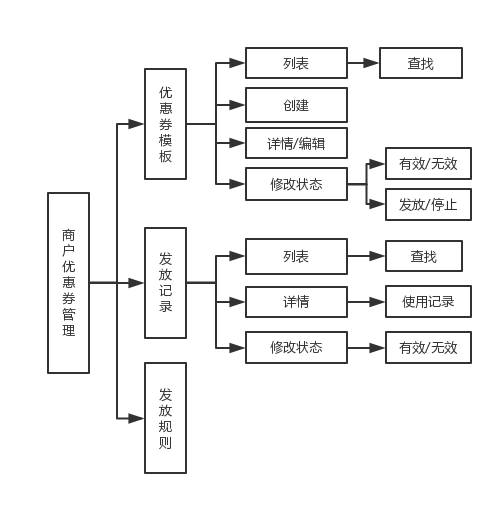 商户优惠券管理
优惠券模板
列表
查找
创建
详情/编辑
修改状态
有效/无效
发放/停止
发放记录
列表
查找
详情
使用记录
修改状态
有效/无效
发放规则